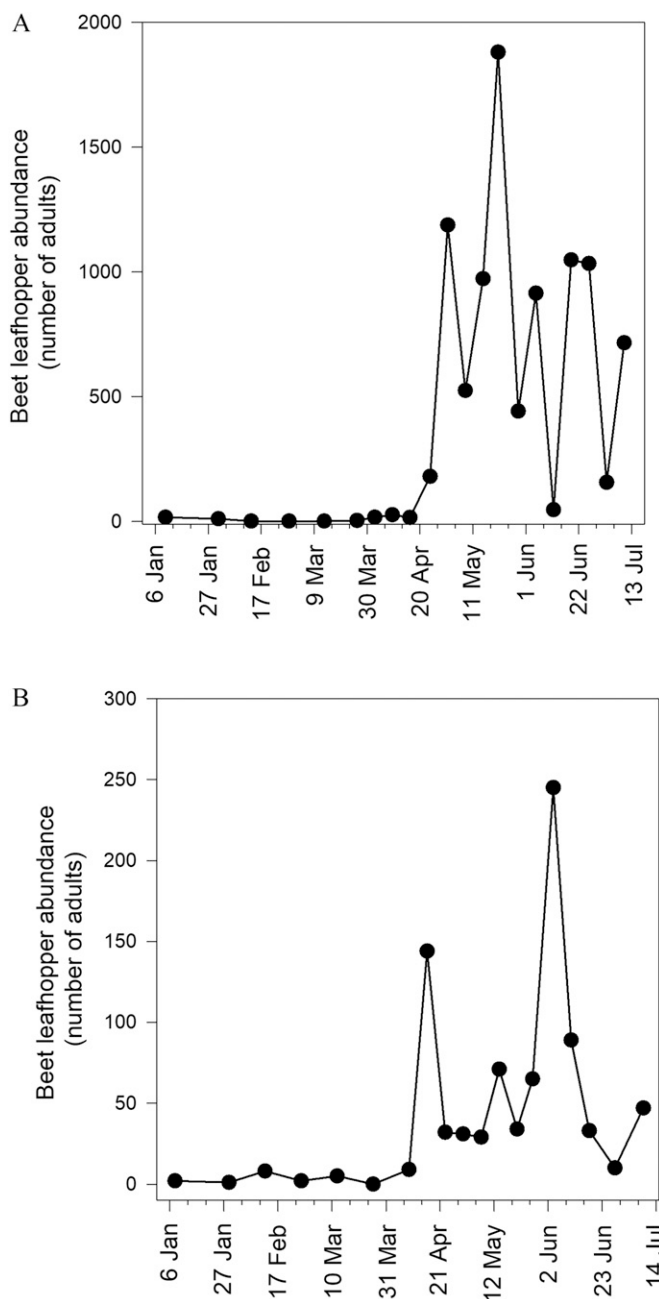 A
Beet leafhopper abundance
(number of adults)
2000
1500
1000
500
0
6 Jan
27 Jan
17 Feb
9 Mar
30 Mar
20 Apr
11 May
1 Jun
22 Jun
13 Jul
B
Beet leafhopper abundance
(number of adults)
300
250
200
150
100
50
0
6 Jan
27 Jan
17 Feb
10 Mar
31 Mar
21 Apr
12 May
2 Jun
23 Jun
14 Jul